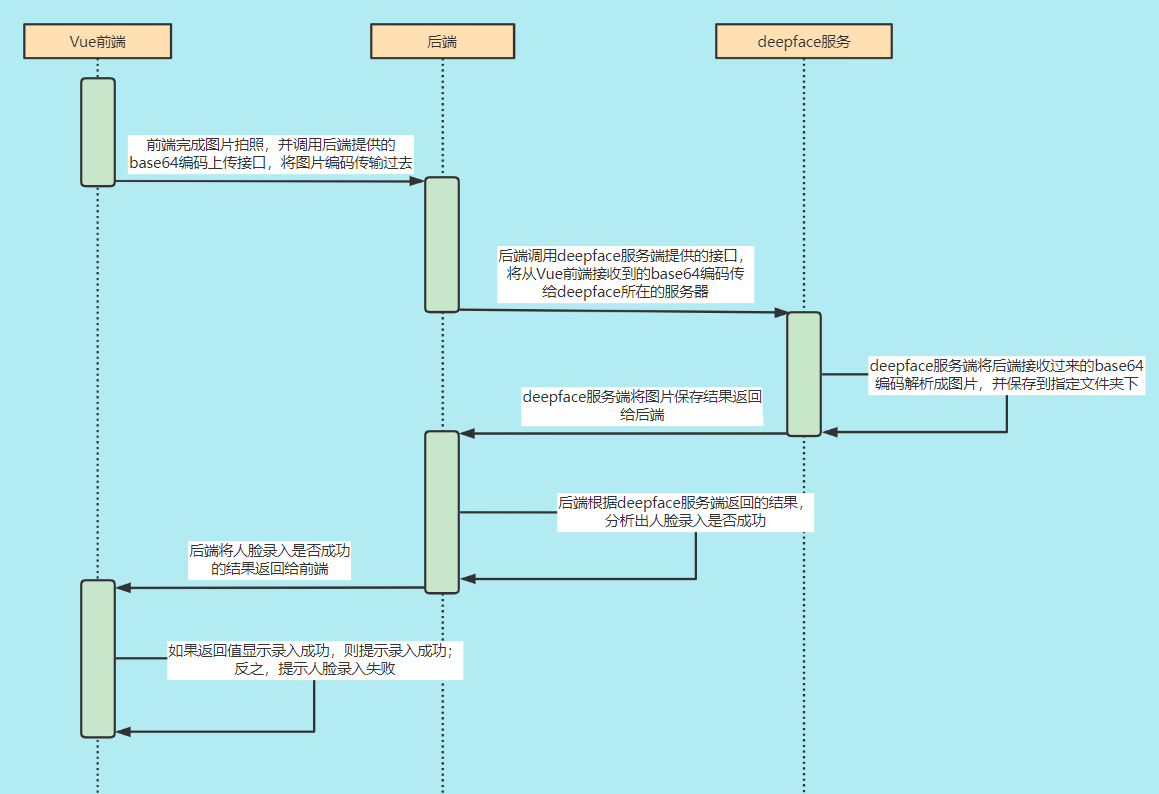 Vue前端
后端
deepface服务
前端完成图片拍照，并调用后端提供的
base64编码上传接口，将图片编码传输过去
后端调用deepface服务端提供的接口，
将从Vue前端接收到的base64编码传
给deepface所在的服务器
deepface服务端将后端接收过来的base64
编码解析成图片，并保存到指定文件夹下
deepface服务端将图片保存结果返回
给后端
后端根据deepface服务端返回的结果，
分析出人脸录入是否成功
后端将人脸录入是否成功
的结果返回给前端
如果返回值显示录入成功，则提示录入成功；
反之，提示人脸录入失败